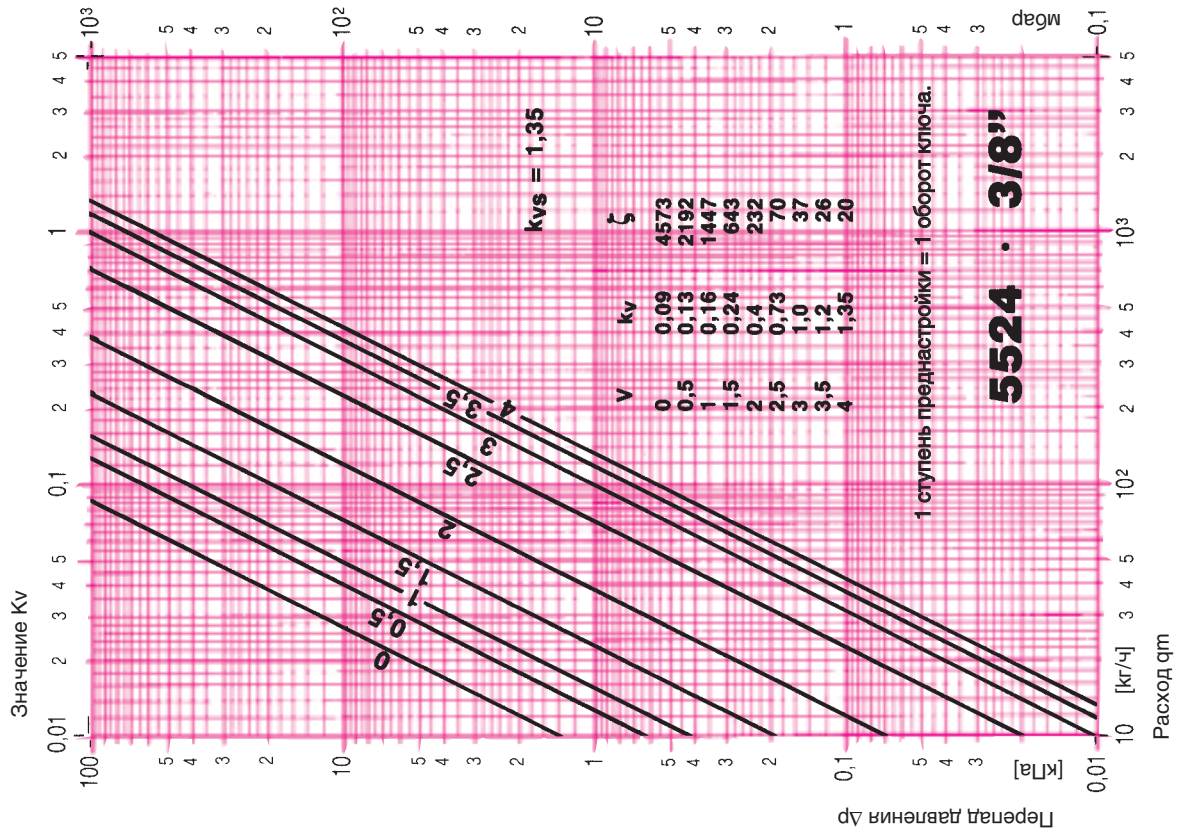 Значение Kv
0,01 2 3 4 5 0,1 2 3 4 5 1 2 3 4 5
100 5 4 3 2 10 5 4 3 2 1 5 4 3 2 0,1 5 4 3 [кПа] 0,01
Перепад давления Δp
10³ 5 4 3 2 10² 5 4 3 2 10 5 4 3 2 1 5 4 3 мбар 0,1
0
0,5
1
1,5
2
2,5
3
3,5
4
kvs = 1,35
V kv ζ
0 0,09 4573
0,5 0,13 2192
1 0,16 1447
1,5 0,24 643
2 0,4 232
2,5 0,73 70
3 1,0 37
3,5 1,2 26
4 1,35 20
1 ступень преднастройки = 1 оборот ключа.
5524 · 3/8”
10 [кг/ч] 2 3 4 5 10² 2 3 4 5 10³ 2 3 4 5
Расход qm